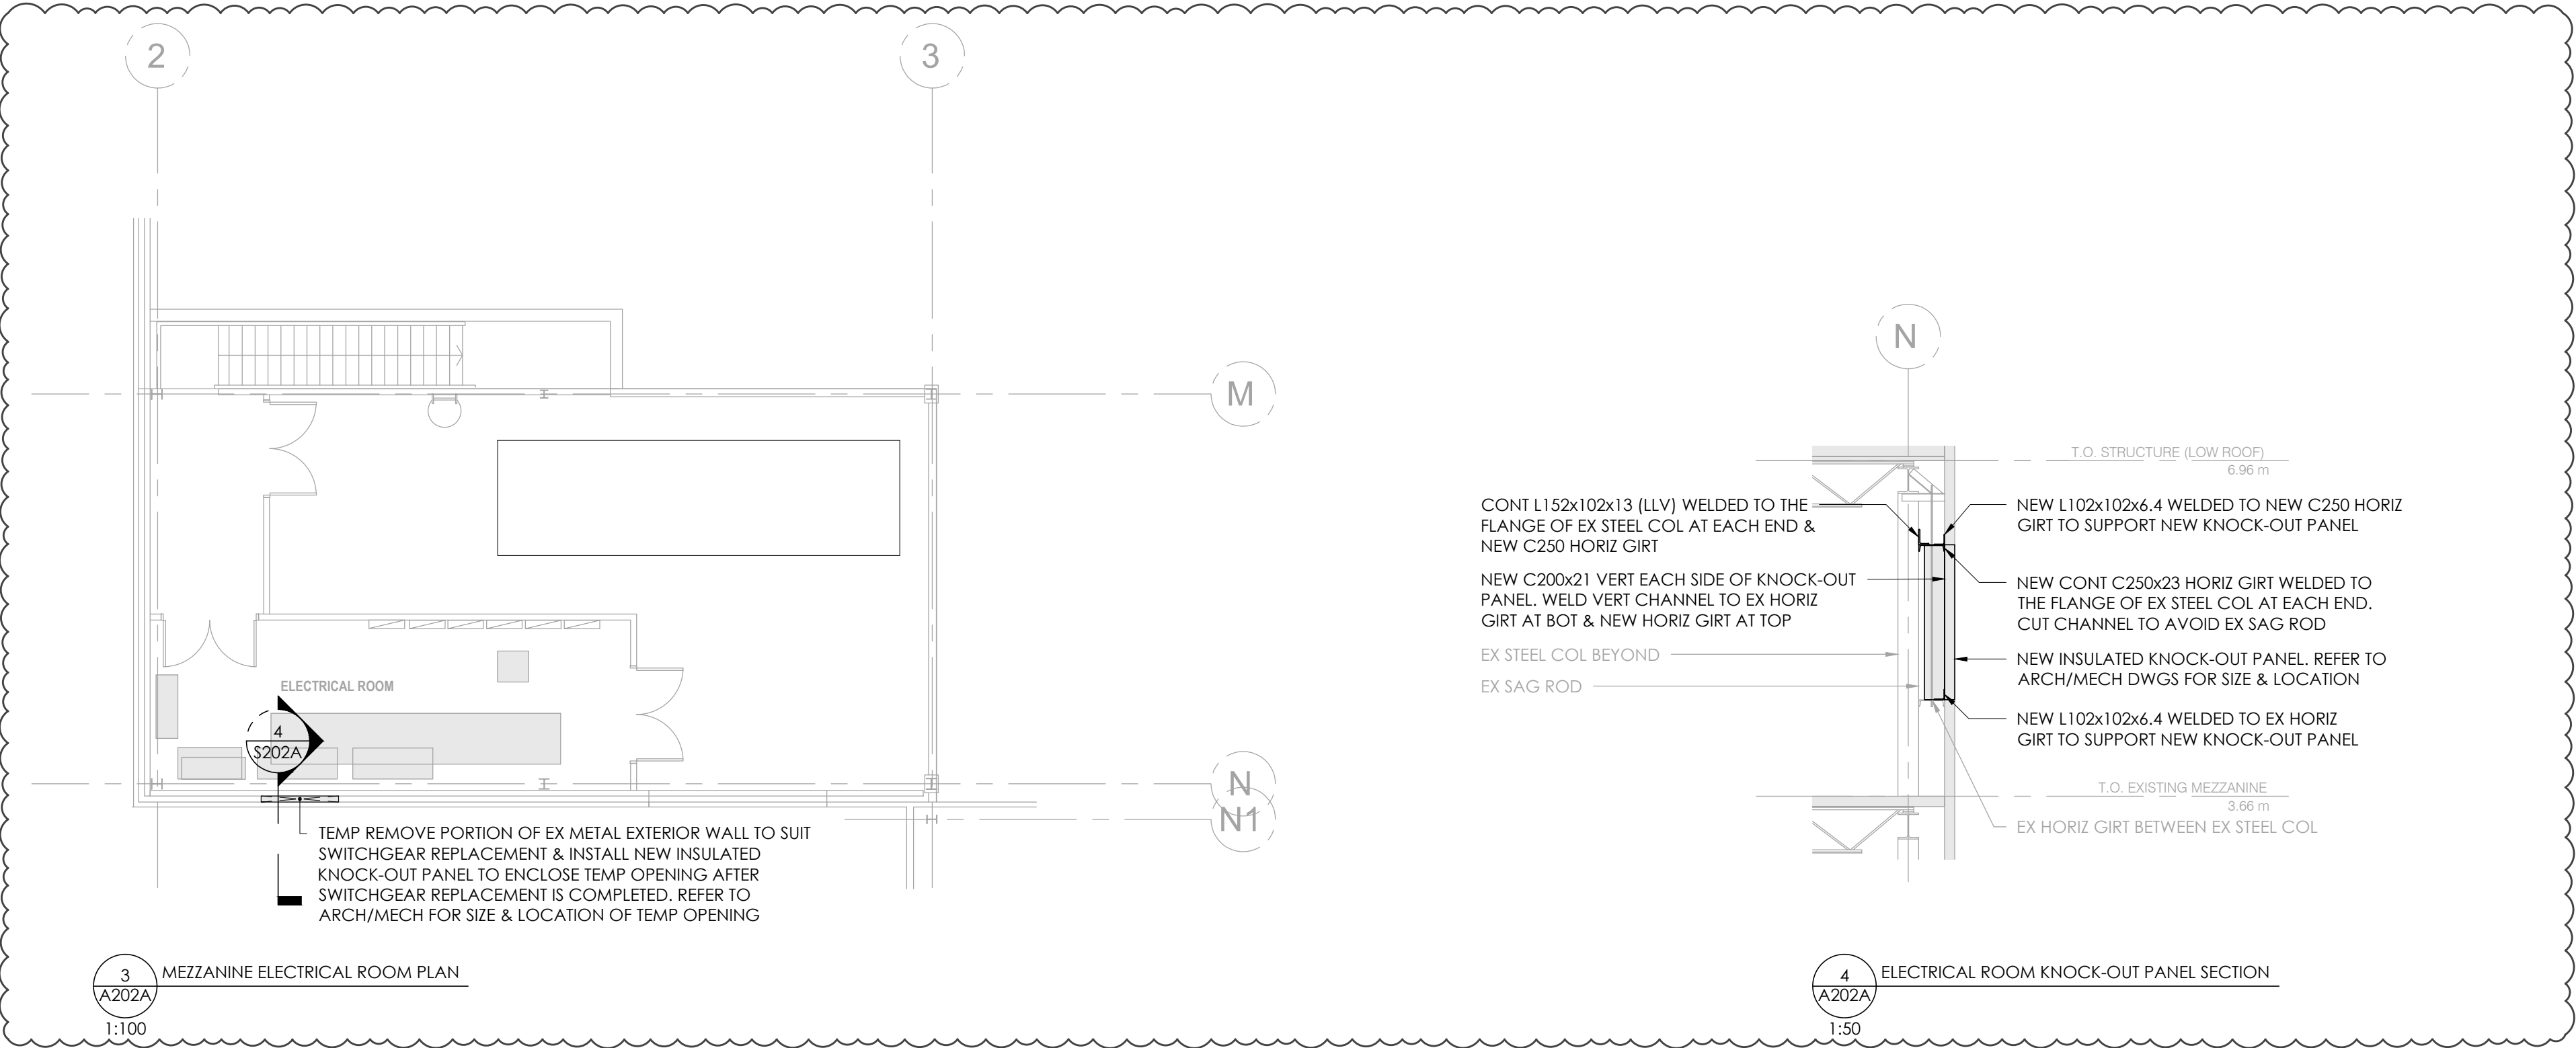 2
3
M
N
N1
ELECTRICAL ROOM
4
S202A
TEMP REMOVE PORTION OF EX METAL EXTERIOR WALL TO SUIT
SWITCHGEAR REPLACEMENT & INSTALL NEW INSULATED
KNOCK-OUT PANEL TO ENCLOSE TEMP OPENING AFTER
SWITCHGEAR REPLACEMENT IS COMPLETED. REFER TO
ARCH/MECH FOR SIZE & LOCATION OF TEMP OPENING
3
A202A
MEZZANINE ELECTRICAL ROOM PLAN
1:100
N
T.O. STRUCTURE (LOW ROOF)
6.96 m
CONT L152x102x13 (LLV) WELDED TO THE
FLANGE OF EX STEEL COL AT EACH END &
NEW C250 HORIZ GIRT
NEW C200x21 VERT EACH SIDE OF KNOCK-OUT
PANEL. WELD VERT CHANNEL TO EX HORIZ
GIRT AT BOT & NEW HORIZ GIRT AT TOP
EX STEEL COL BEYOND
EX SAG ROD
NEW L102x102x6.4 WELDED TO NEW C250 HORIZ
GIRT TO SUPPORT NEW KNOCK-OUT PANEL
NEW CONT C250x23 HORIZ GIRT WELDED TO
THE FLANGE OF EX STEEL COL AT EACH END.
CUT CHANNEL TO AVOID EX SAG ROD
NEW INSULATED KNOCK-OUT PANEL. REFER TO
ARCH/MECH DWGS FOR SIZE & LOCATION
NEW L102x102x6.4 WELDED TO EX HORIZ
GIRT TO SUPPORT NEW KNOCK-OUT PANEL
T.O. EXISTING MEZZANINE
3.66 m
EX HORIZ GIRT BETWEEN EX STEEL COL
4
A202A
ELECTRICAL ROOM KNOCK-OUT PANEL SECTION
1:50